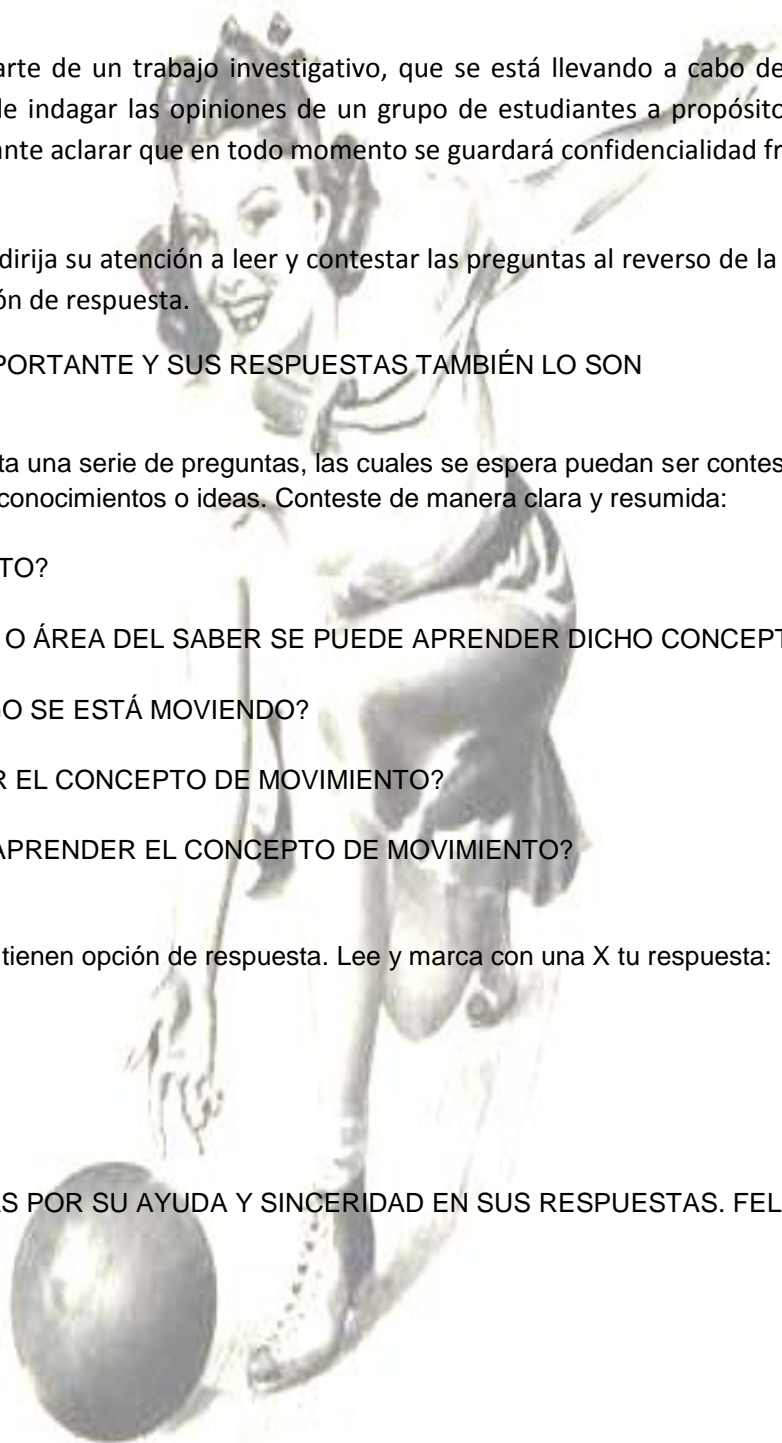 arte de un trabajo investigativo, que se está llevando a cabo de
de indagar las opiniones de un grupo de estudiantes a propósito
ante aclarar que en todo momento se guardará confidencialidad fr
dirija su atención a leer y contestar las preguntas al reverso de la
ón de respuesta.
PORTANTE Y SUS RESPUESTAS TAMBIÉN LO SON
ta una serie de preguntas, las cuales se espera puedan ser contes
conocimientos o ideas. Conteste de manera clara y resumida:
TO?
O ÁREA DEL SABER SE PUEDE APRENDER DICHO CONCEPT
GO SE ESTÁ MOVIENDO?
R EL CONCEPTO DE MOVIMIENTO?
APRENDER EL CONCEPTO DE MOVIMIENTO?
tienen opción de respuesta. Lee y marca con una X tu respuesta:
AS POR SU AYUDA Y SINCERIDAD EN SUS RESPUESTAS. FEL